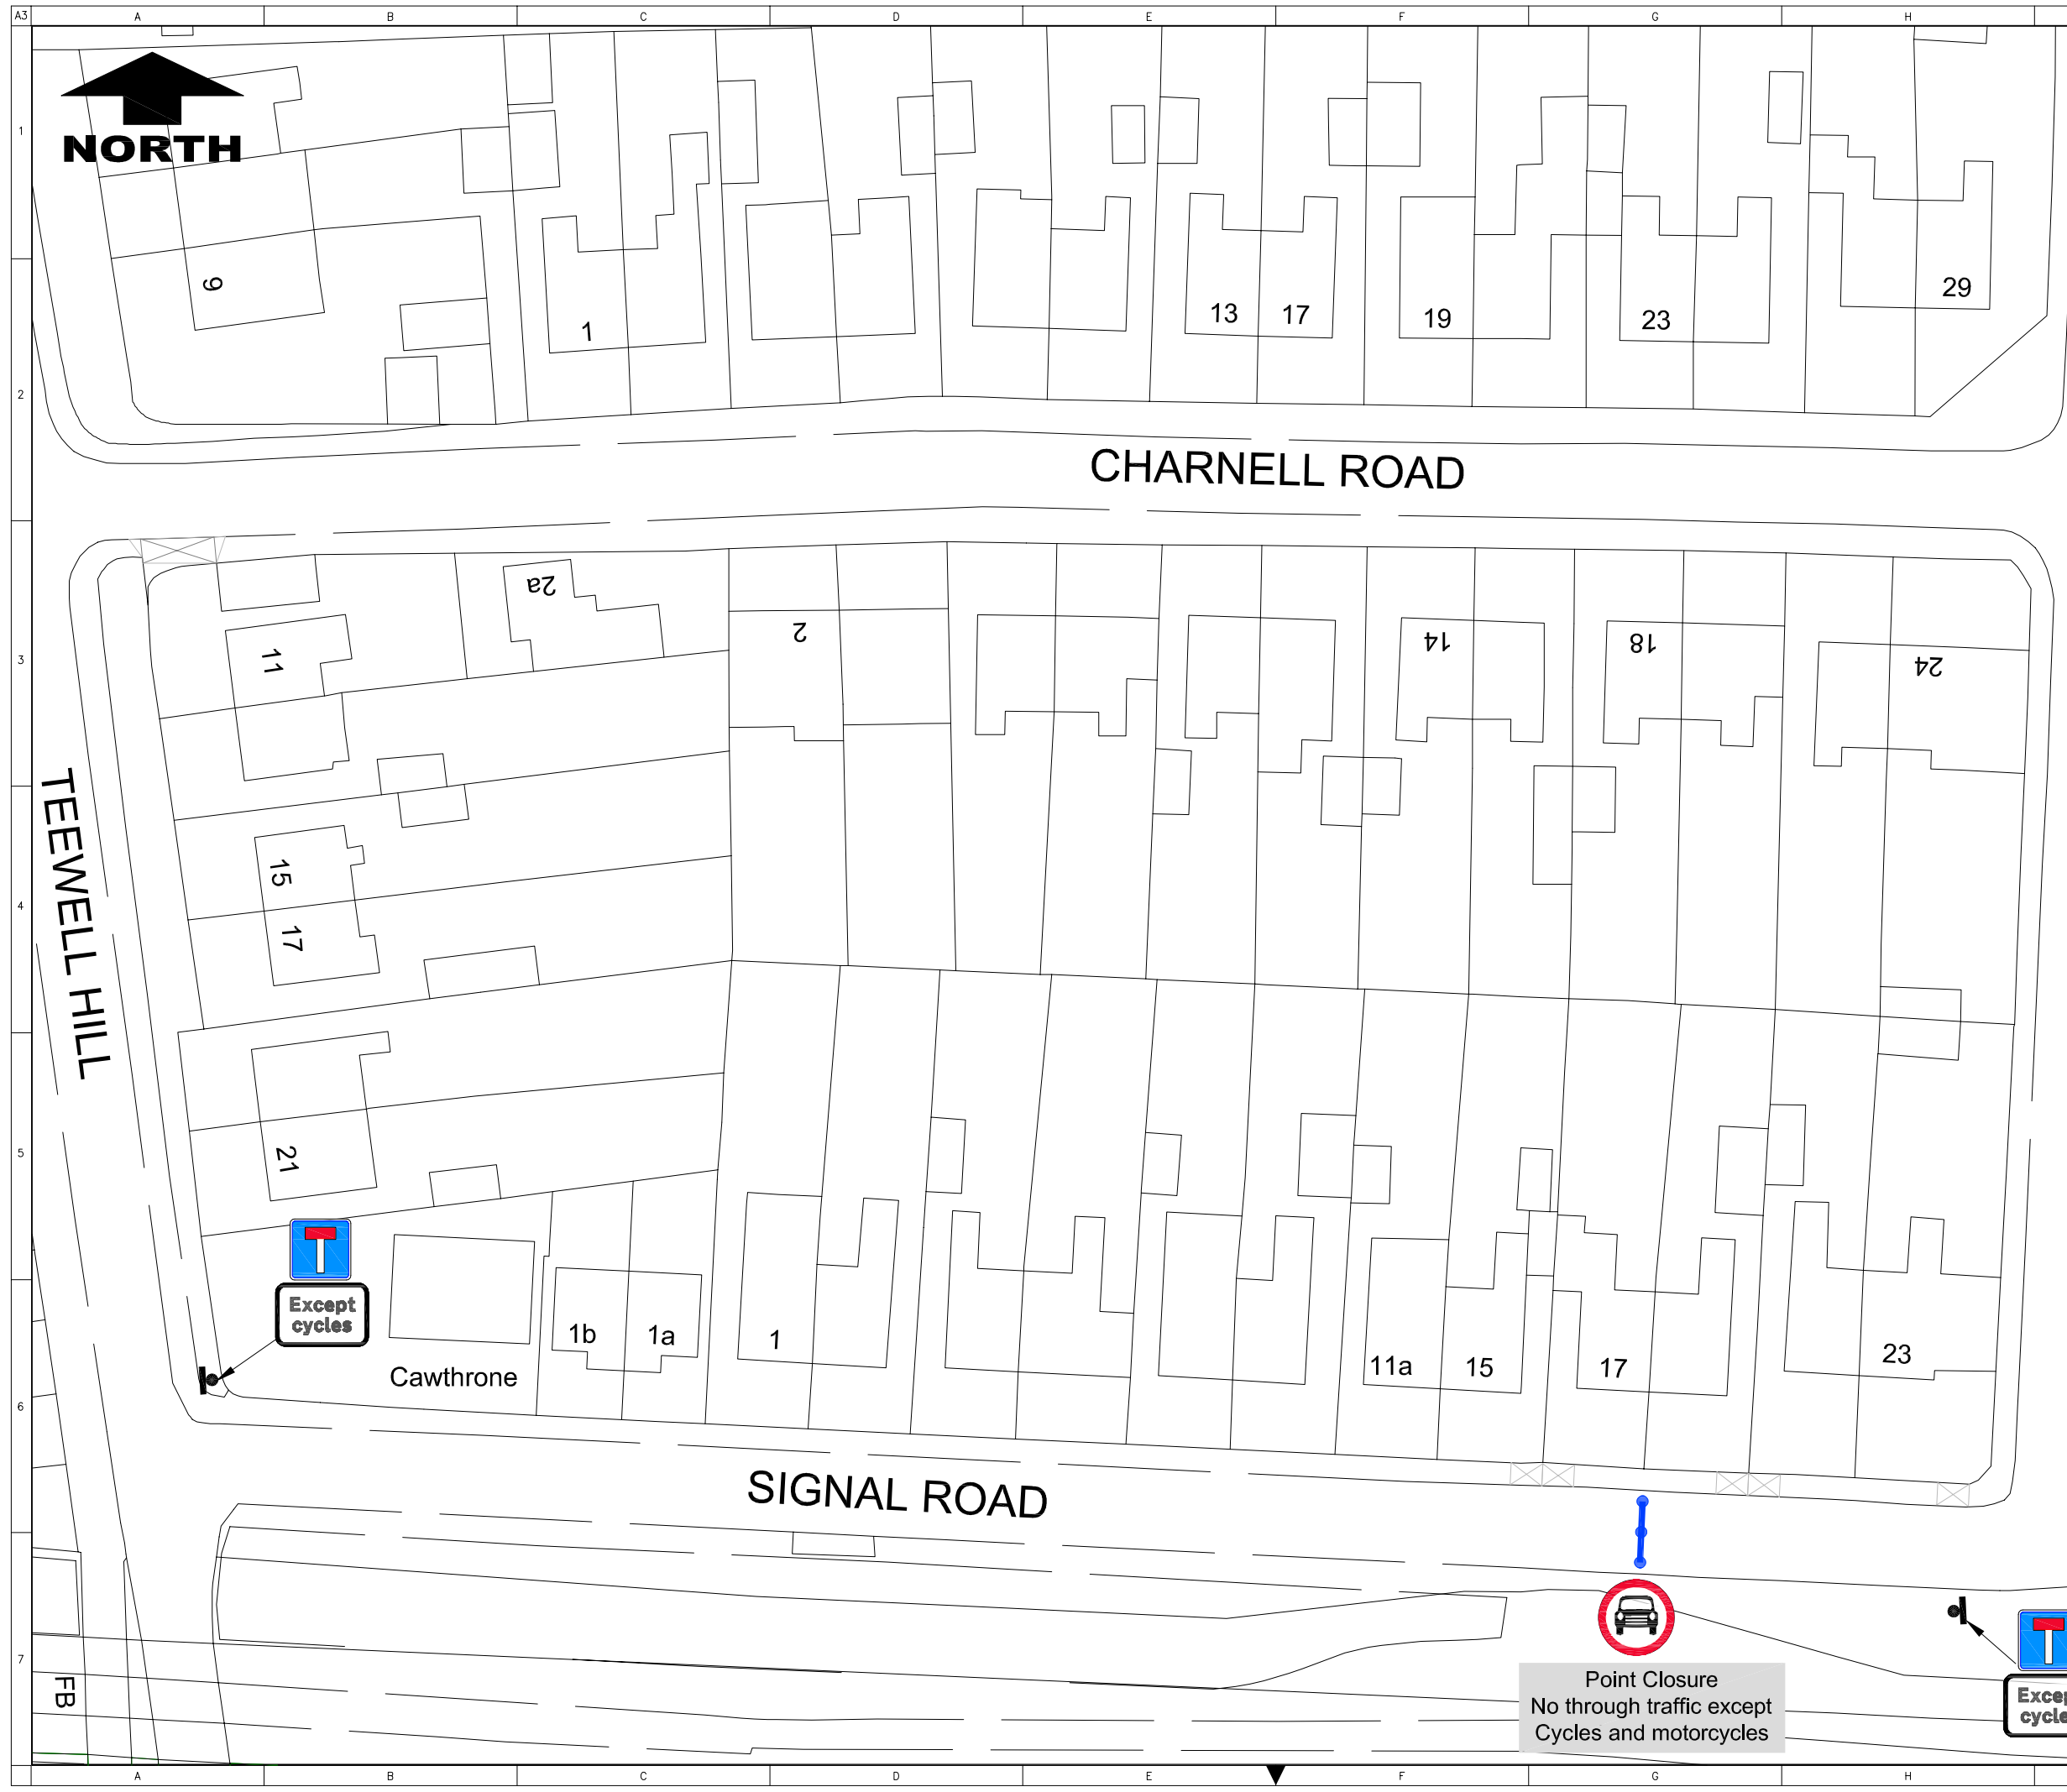 A3 A B C D E F G H
1
NORTH
9
1
13 17 19 23 29
2
CHARNELL ROAD
2a
11
2
14
18
24
3
TEEWELL HILL
15
17
4
5
21
Except
cycles
1b 1a 1
11a 15 17 23
Cawthrone
6
SIGNAL ROAD
7
FB
Point Closure
No through traffic except
Cycles and motorcycles
Excep
cycle
A B C D E F G H